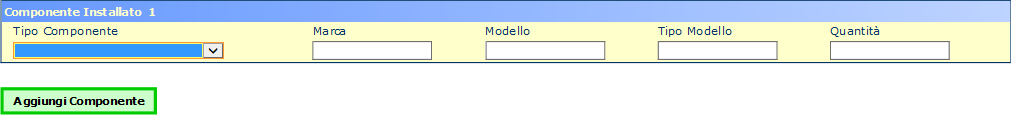 Componente Installato 1
Tipo Componente Marca Modello Tipo Modello Quantità
Aggiungi Componente